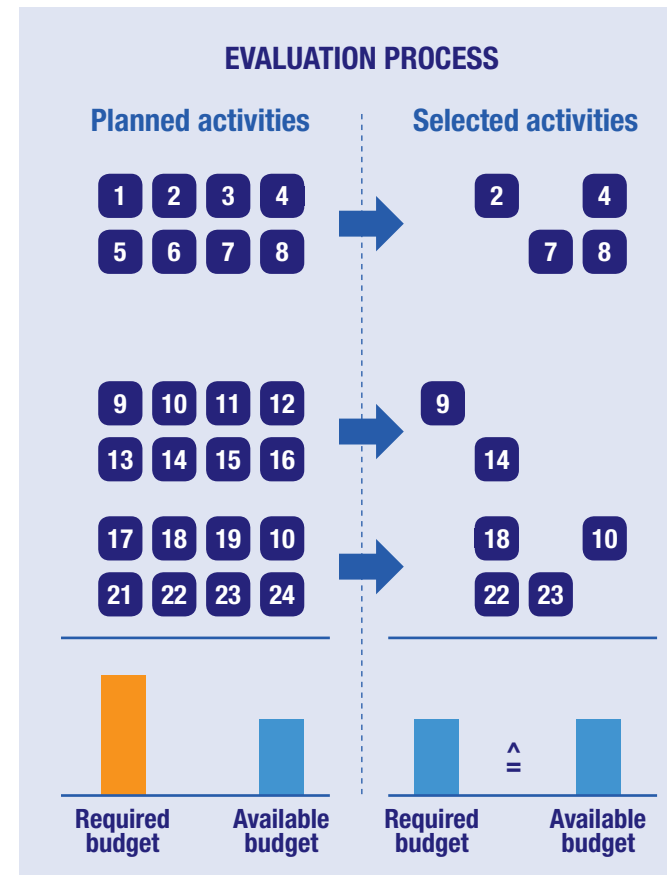 EVALUATION PROCESS
Planned activities
Selected activities
1 2 3 4
2 4
5 6 7 8
7 8
9 10 11 12
9
13 14 15 16
14
17 18 19 10
18 10
21 22 23 24
22 23
^
=
Required
budget
Available
budget
Required
budget
Available
budget